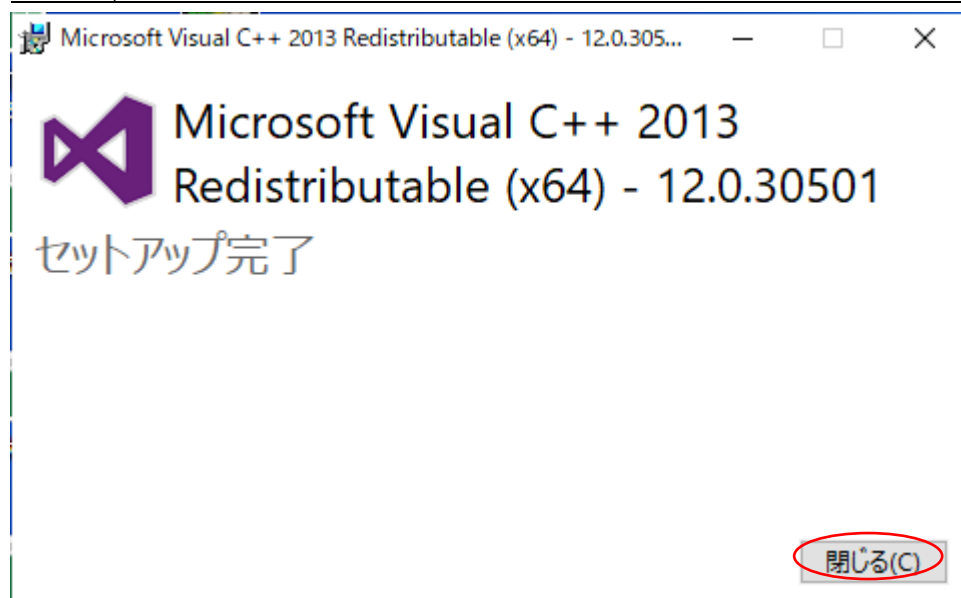 Microsoft Visual C++ 2013 Redistributable (x64) - 12.0.305...
Microsoft Visual C++ 2013
Redistributable (x64) - 12.0.30501
セットアップ完了
閉じる(C)